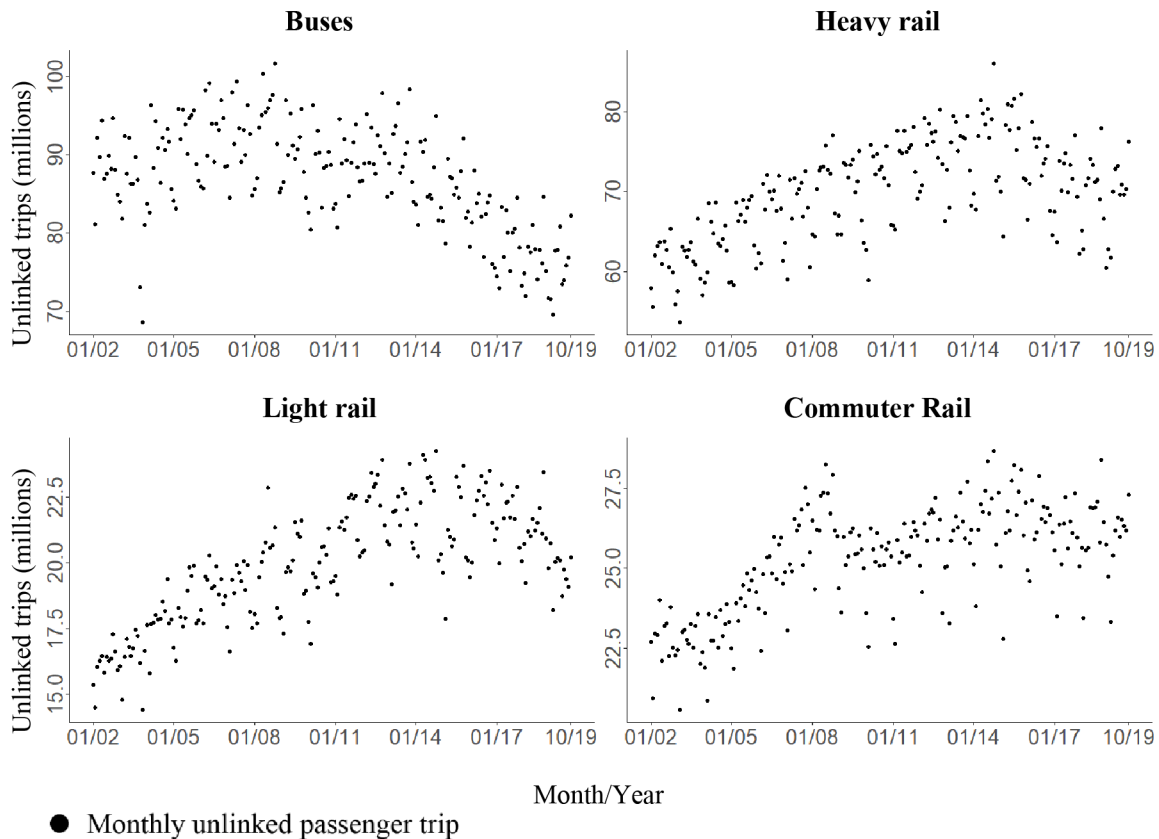 Buses
Heavy rail
Unlinked trips (millions)
100
90
80
70
01/02 01/05 01/08 01/11 01/14 01/17 10/19
80
70
60
01/02 01/05 01/08 01/11 01/14 01/17 10/19
Light rail
Commuter Rail
Unlinked trips (millions)
22.5
20.0
17.5
15.0
01/02 01/05 01/08 01/11 01/14 01/17 10/19
27.5
25.0
22.5
01/02 01/05 01/08 01/11 01/14 01/17 10/19
Month/Year
Monthly unlinked passenger trip